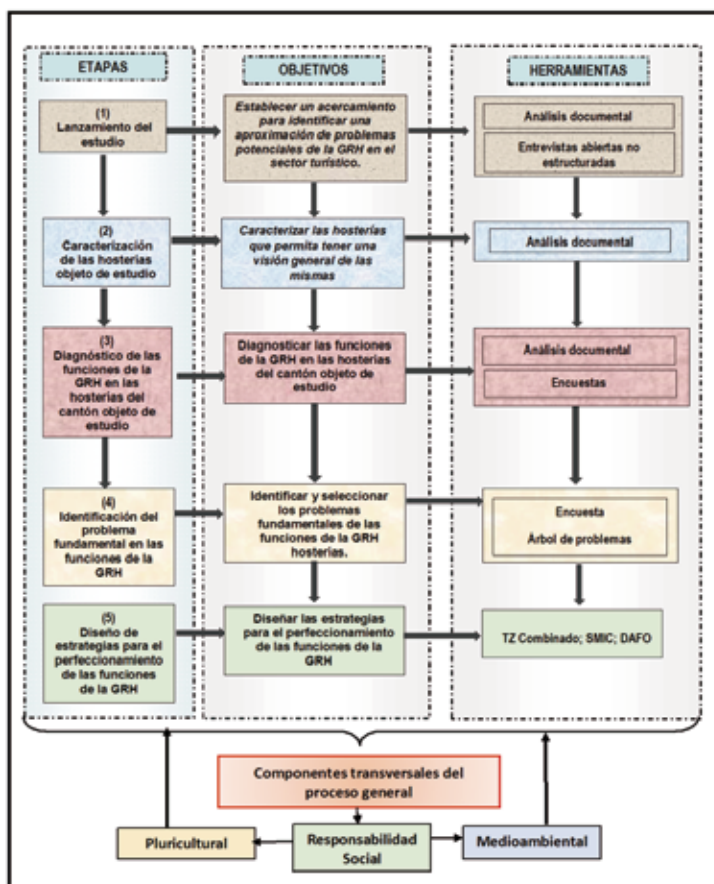 ETAPAS
OBJETIVOS
HERRAMIENTAS
(1)
Lanzamiento del
estudio
Establecer un acercamiento
para identificar una
aproximación de problemas
potenciales de la GRH en el
sector turístico.
Análisis documental
Entrevistas abiertas no
estructuradas
(2)
Caracterización
de las hosterías
objeto de estudio
Caracterizar las hosterías
que permita tener una
visión general de las
mismas
Análisis documental
(3)
Diagnóstico de las
funciones de la
GRH en las
hosterías del
cantón objeto de
estudio
Diagnosticar las funciones
de la GRH en las hosterías
del cantón objeto de
estudio
Análisis documental
Encuestas
(4)
Identificación del
problema
fundamental en las
funciones de la
GRH
Identificar y seleccionar
los problemas
fundamentales de las
funciones de la GRH
hosterías.
Encuesta
Árbol de problemas
(5)
Diseño de
estrategias para el
perfeccionamiento
de las funciones
de la GRH
Diseñar las estrategias
para el perfeccionamiento
de las funciones de la
GRH
TZ Combinado; SMIC; DAFO
Componentes transversales del
proceso general
Pluricultural
Responsabilidad
Social
Medioambiental